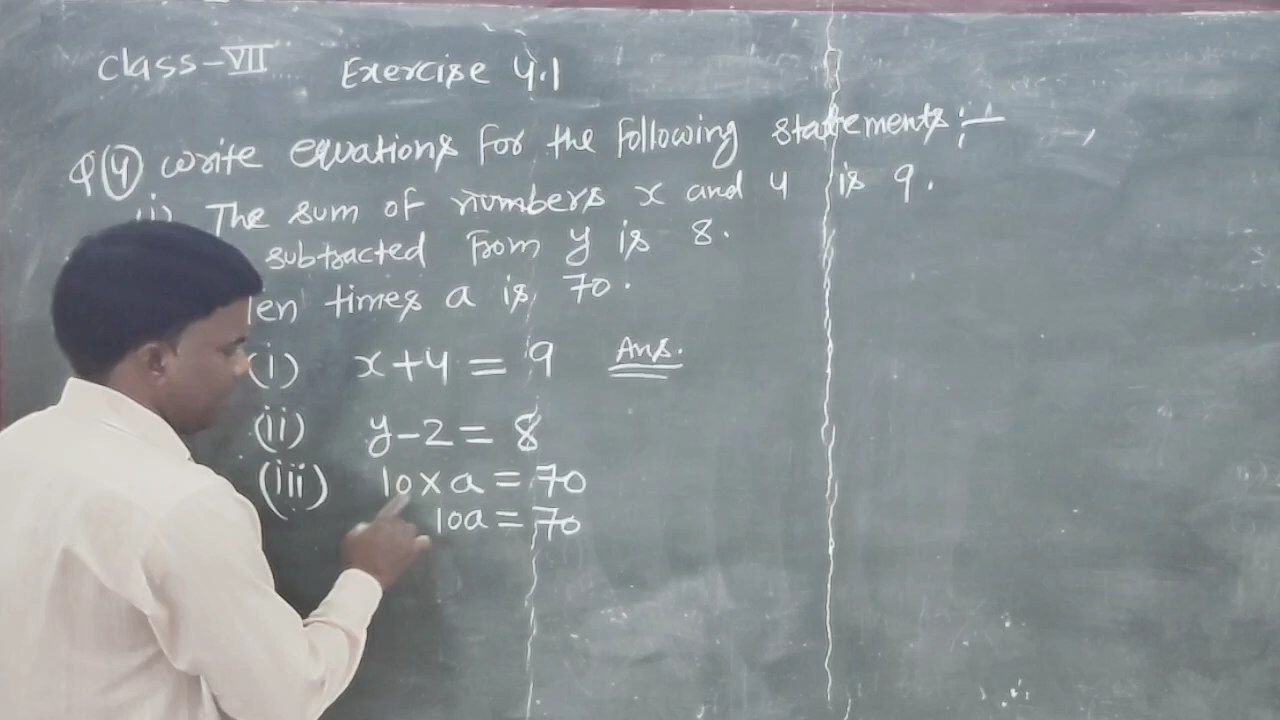 Class-VII Exercise 4.1
Q(4) Write equations for the following statements:-
(i) The sum of numbers x and 4 is 9.
subtracted from y is 8.
Ten times a is 70.
(i) x+4=9 Ans.
(ii) y-2=8
(iii) 10×a=70
10a=70